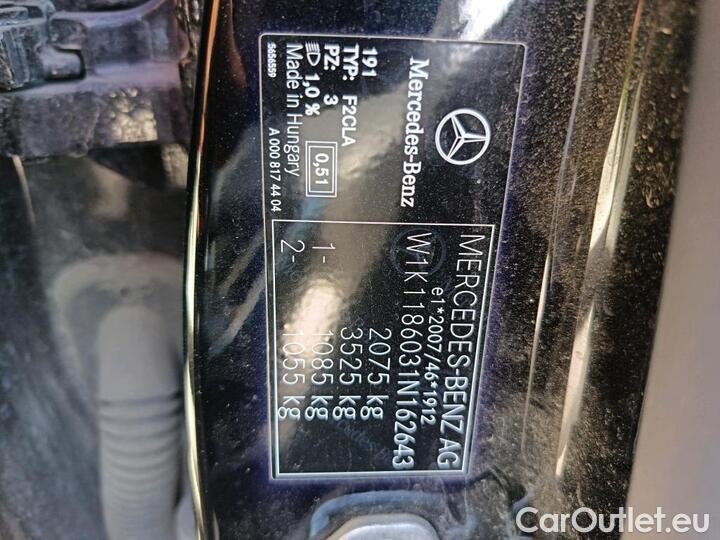 MERCEDES-BENZ AG
e1*2007/46*1912
W1K1186031N162643
2075 kg
3525 kg
1- 1085 kg
2- 1055 kg
Mercedes-Benz
191
TYP: F2CLA
PZ: 3
1,0 % 0,51
Made in Hungary
S656559 A 000 817 44 04
CarOutlet.eu